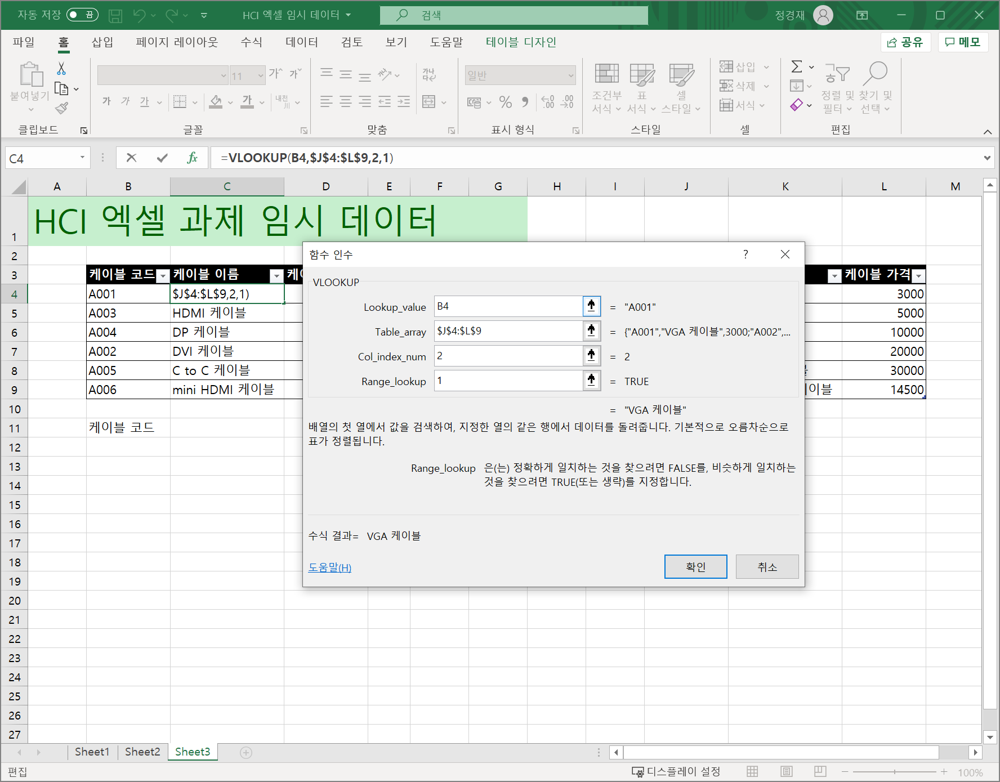 자동 저장 끔 HCI 엑셀 임시 데이터 검색 정경재
파일 홈 삽입 페이지 레이아웃 수식 데이터 검토 보기 도움말 테이블 디자인 공유 메모
붙여넣기
11
가 가
가 가 가 가 내천
가나
다
일반
% .00 .00
조건부 서식
표 서식
셀 스타일
삽입
삭제
서식
정렬 및 필터
찾기 및 선택
클립보드 글꼴 맞춤 표시 형식 스타일 셀 편집
C4 fx =VLOOKUP(B4,$J$4:$L$9,2,1)
A B C D E F G H I J K L M
1 HCI 엑셀 과제 임시 데이터
2
3 케이블 코드 케이블 이름 케이블 가격
4 A001 $J$4:$L$9,2,1) 3000
5 A003 HDMI 케이블 5000
6 A004 DP 케이블 10000
7 A002 DVI 케이블 20000
8 A005 C to C 케이블 30000
9 A006 mini HDMI 케이블 이블 14500
10
11 케이블 코드
12
13
14
15
16
17
18
19
20
21
22
23
24
25
26
27
함수 인수 ?
VLOOKUP
Lookup_value B4 = "A001"
Table_array $J$4:$L$9 = {"A001","VGA 케이블",3000;"A002",...
Col_index_num 2 = 2
Range_lookup 1 = TRUE
= "VGA 케이블"
배열의 첫 열에서 값을 검색하여, 지정한 열의 같은 행에서 데이터를 돌려줍니다. 기본적으로 오름차순으로
표가 정렬됩니다.
Range_lookup 은(는) 정확하게 일치하는 것을 찾으려면 FALSE를, 비슷하게 일치하는
것을 찾으려면 TRUE(또는 생략)를 지정합니다.
수식 결과= VGA 케이블
도움말(H) 확인 취소
Sheet1 Sheet2 Sheet3
편집 디스플레이 설정 100%